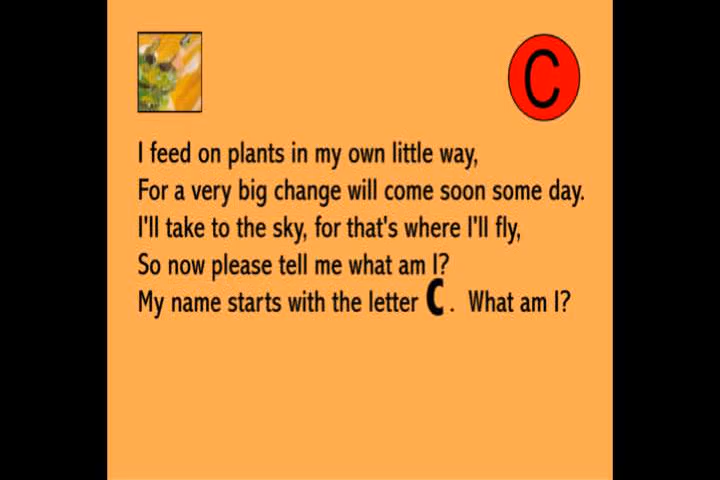 C
I feed on plants in my own little way,
For a very big change will come soon some day.
I'll take to the sky, for that's where I'll fly,
So now please tell me what am I?
My name starts with the letter C. What am I?